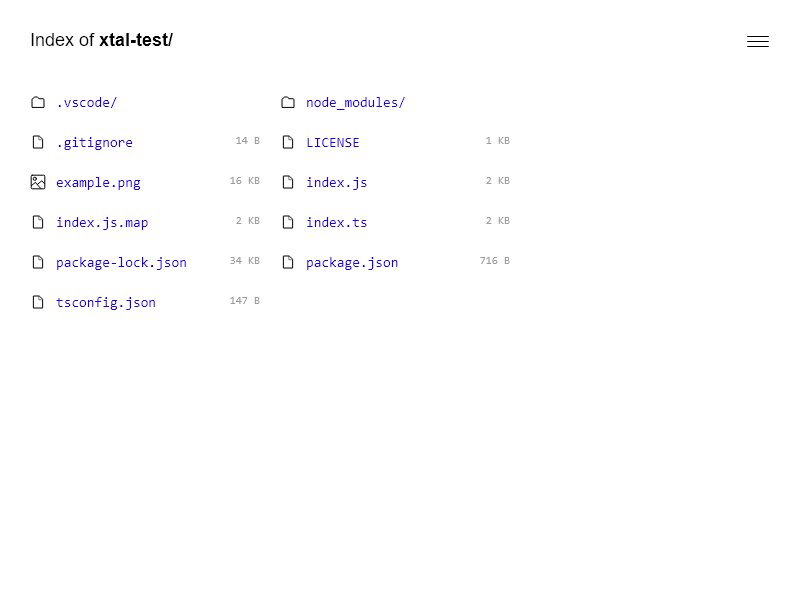 Index of xtal-test/
.vscode/ node_modules/
.gitignore 14 B LICENSE 1 KB
example.png 16 KB index.js 2 KB
index.js.map 2 KB index.ts 2 KB
package-lock.json 34 KB package.json 716 B
tsconfig.json 147 B